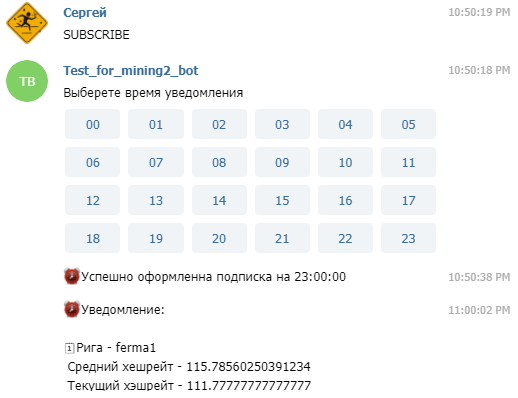 Сергей 10:50:19 PM
SUBSCRIBE
TB
Test_for_mining2_bot 10:50:18 PM
Выберете время уведомления
00 01 02 03 04 05
06 07 08 09 10 11
12 13 14 15 16 17
18 19 20 21 22 23
Успешно оформленна подписка на 23:00:00 10:50:38 PM
Уведомление: 11:00:02 PM
1 Рига - ferma1
Средний хешрейт - 115.78560250391234
Текущий хэшрейт - 111.77777777777777